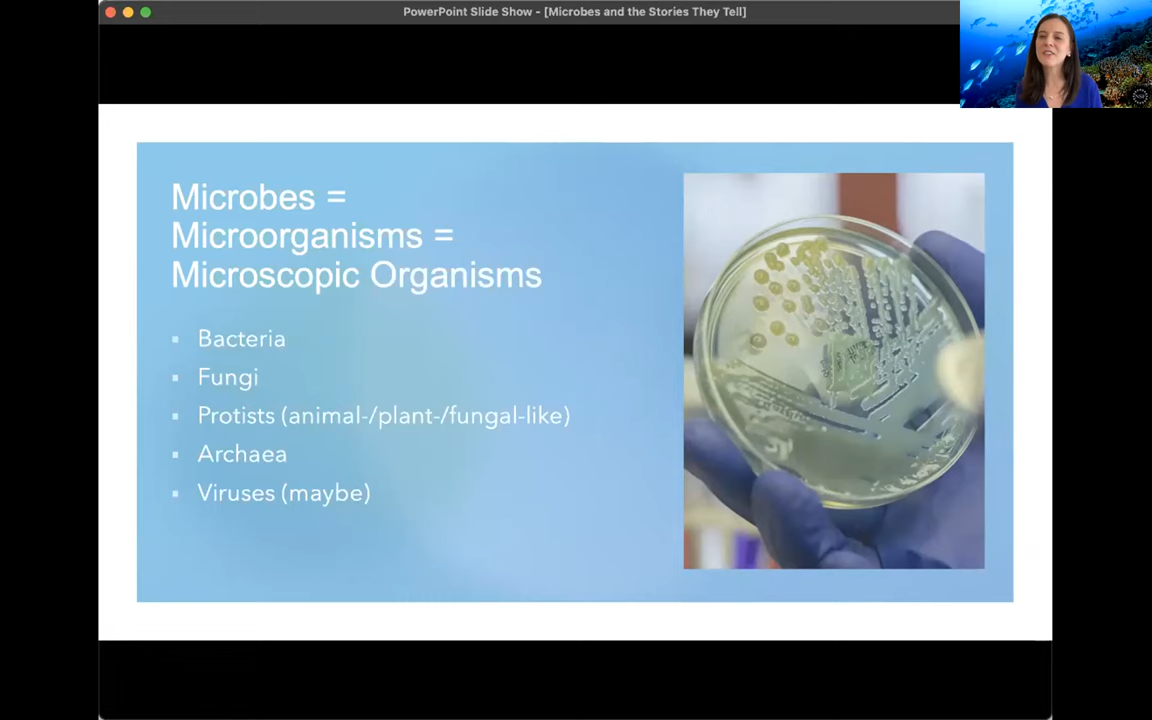 PowerPoint Slide Show - [Microbes and the Stories They Tell]
Microbes =
Microorganisms =
Microscopic Organisms
▪ Bacteria
▪ Fungi
▪ Protists (animal-/plant-/fungal-like)
▪ Archaea
▪ Viruses (maybe)